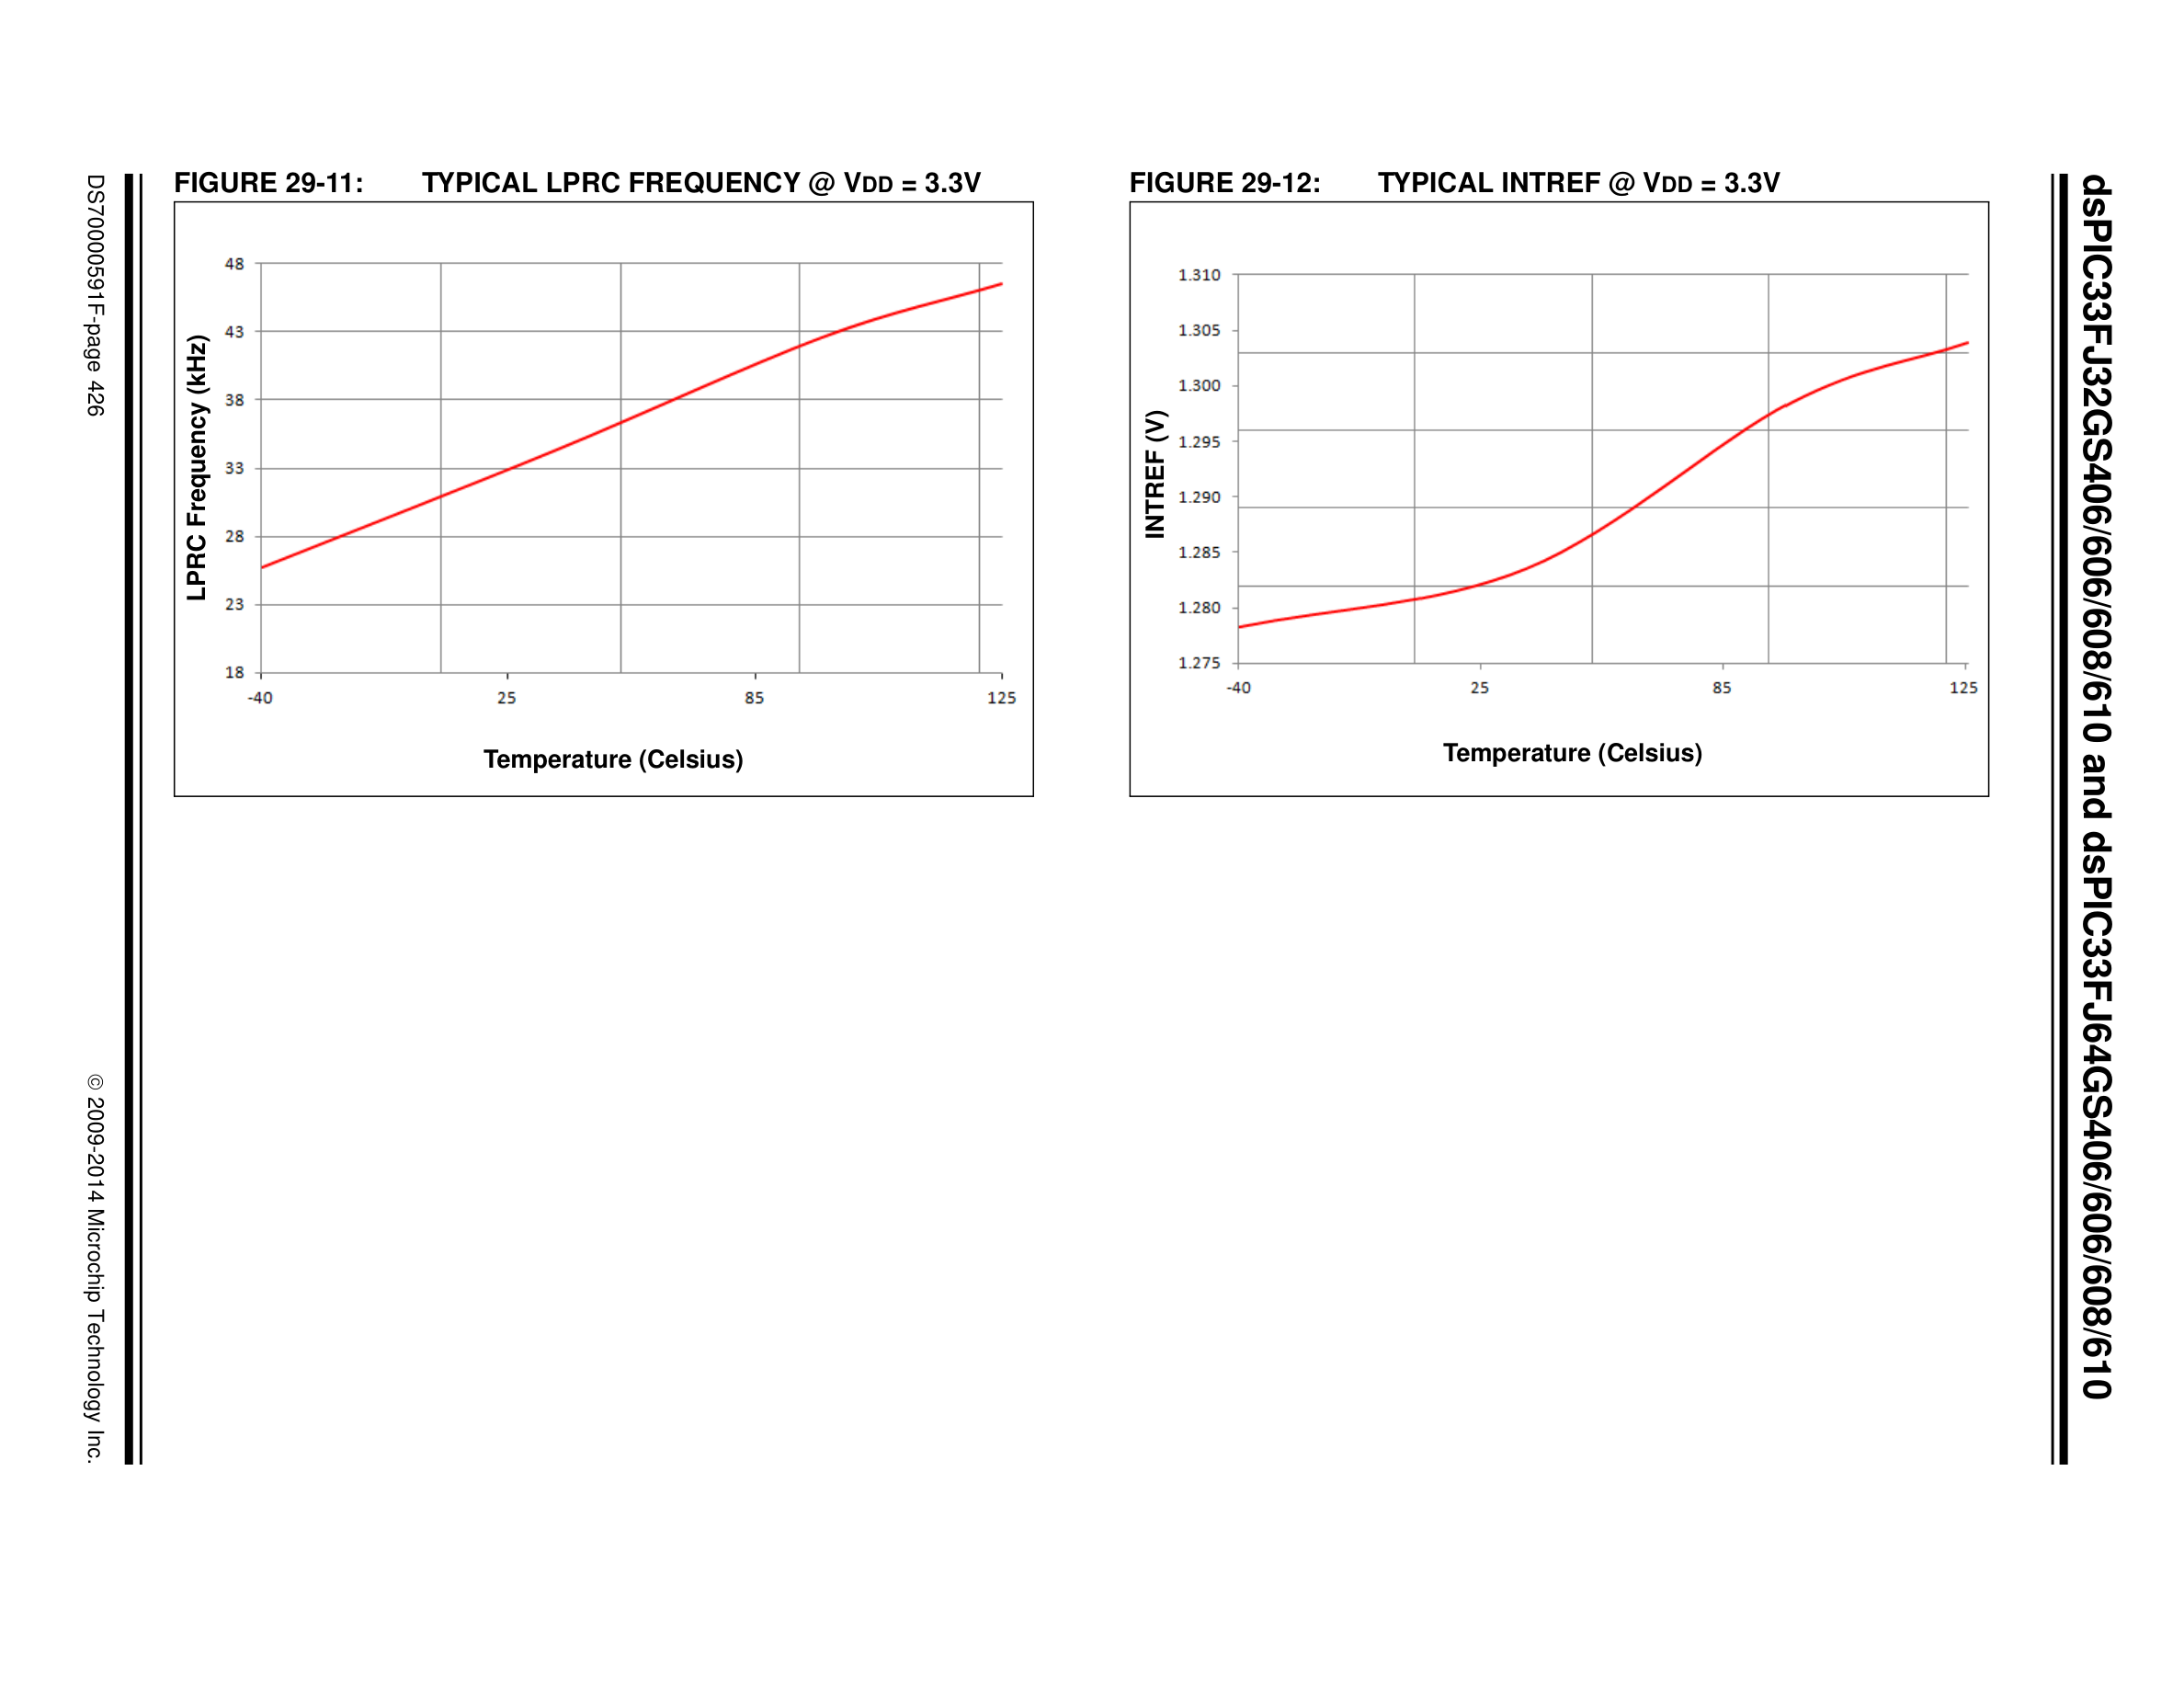 dsPIC33FJ32GS406/606/608/610 and dsPIC33FJ64GS406/606/608/610
FIGURE 29-11: TYPICAL LPRC FREQUENCY @ VDD = 3.3V
48
43
38
33
28
23
18
-40 25 85 125
LPRC Frequency (kHz)
Temperature (Celsius)
FIGURE 29-12: TYPICAL INTREF @ VDD = 3.3V
1.310
1.305
1.300
1.295
1.290
1.285
1.280
1.275
-40 25 85 125
INTREF (V)
Temperature (Celsius)
DS70000591F-page 426
© 2009-2014 Microchip Technology Inc.